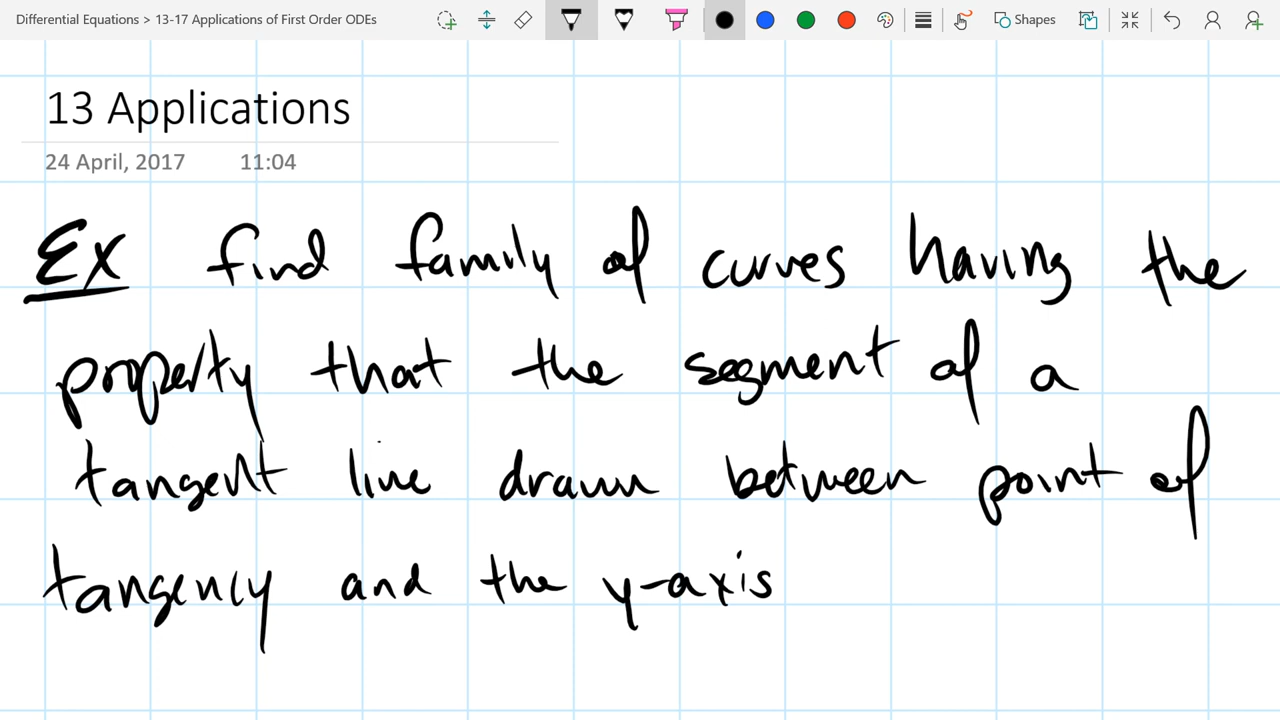 Differential Equations > 13-17 Applications of First Order ODEs
Shapes
13 Applications
24 April, 2017 11:04
Ex find family of curves having the
property that the segment of a
tangent line drawn between point of
tangency and the y-axis